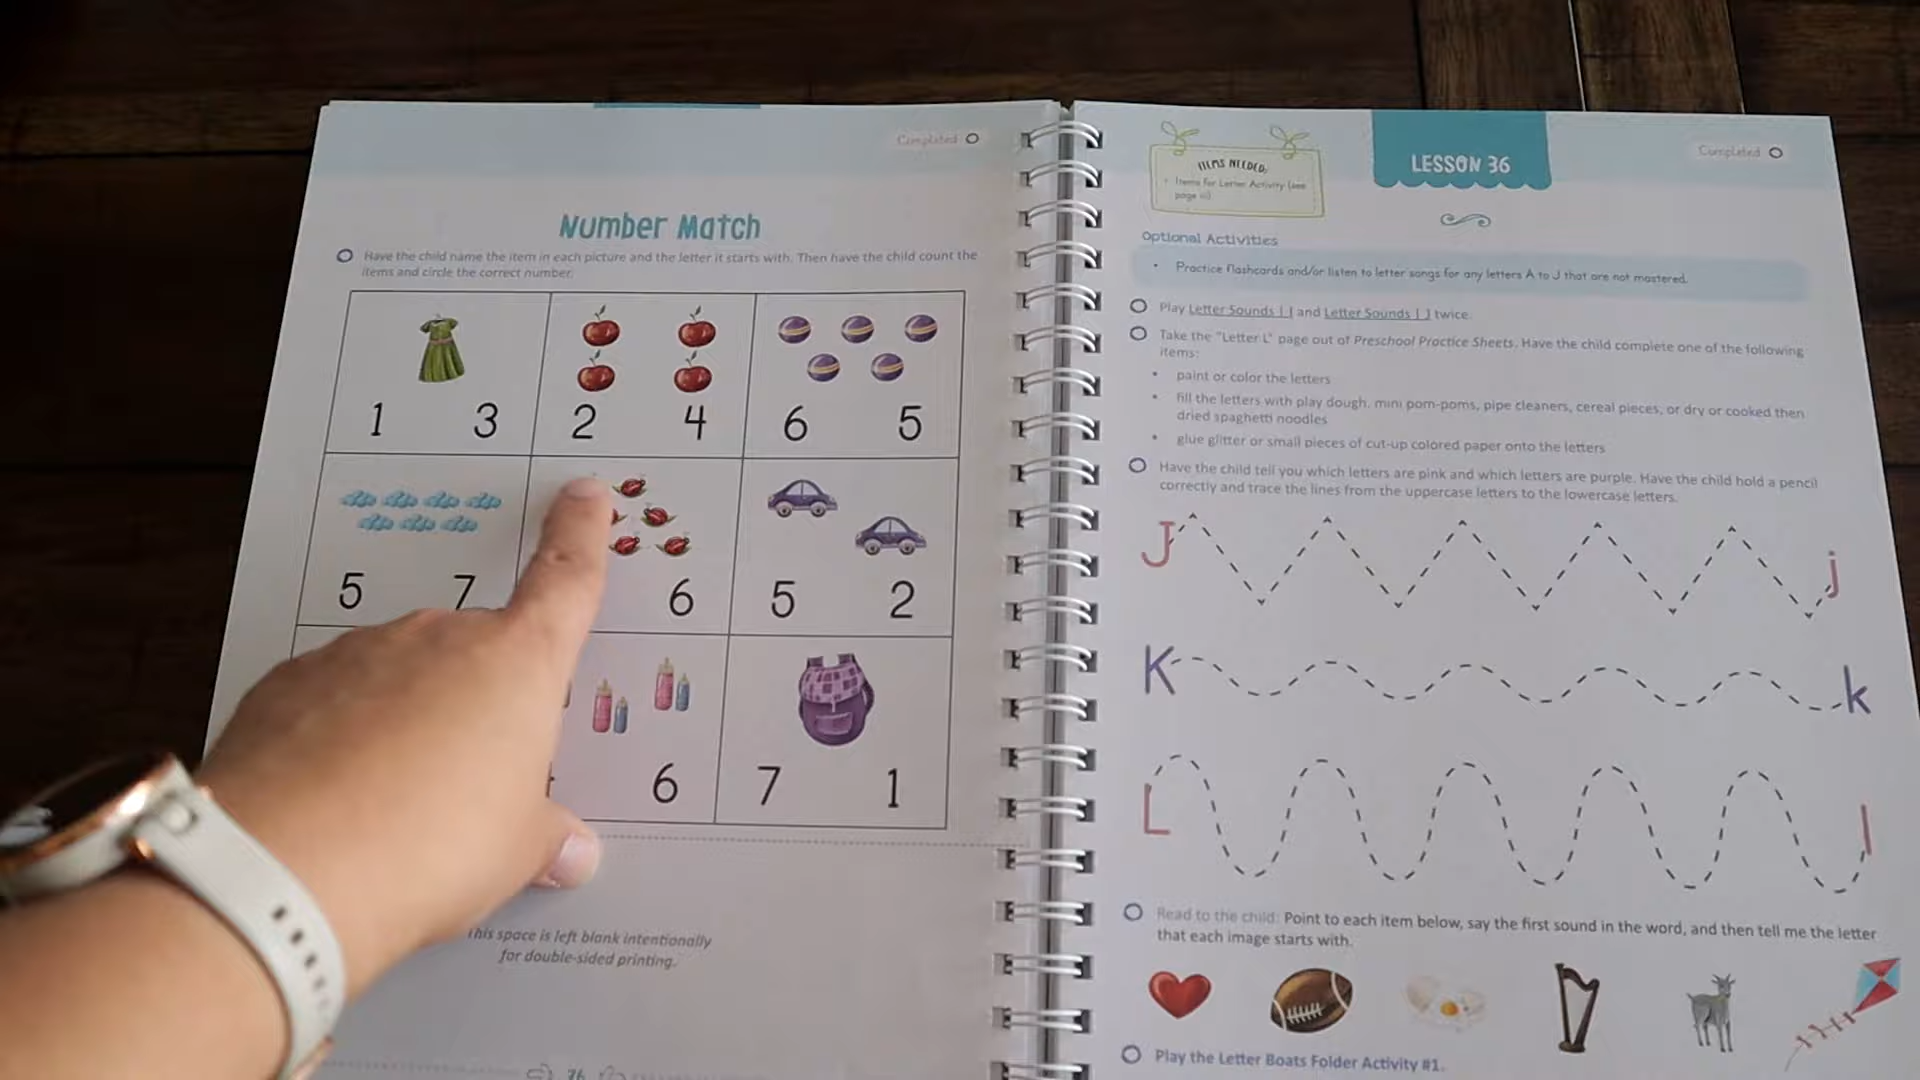 Completed
Number Match
Have the child name the item in each picture and the letter it starts with. Then have the child count the
items and circle the correct number.
1 3 2 4 6 5
5 7 6 5 2
6 7 1
This space is left blank intentionally
for double-sided printing.
76
ITEMS NEEDED:
• Items for Letter Activity (see
page iii)
LESSON 36
Completed
Optional Activities
• Practice flashcards and/or listen to letter songs for any letters A to J that are not mastered.
Play Letter Sounds and Letter Sounds twice.
Take the "Letter L" page out of Preschool Practice Sheets. Have the child complete one of the following
items:
• paint or color the letters
• fill the letters with play dough, mini pom-poms, pipe cleaners, cereal pieces, or dry or cooked then
dried spaghetti noodles
• glue glitter or small pieces of cut-up colored paper onto the letters
Have the child tell you which letters are pink and which letters are purple. Have the child hold a pencil
correctly and trace the lines from the uppercase letters to the lowercase letters.
J j
K k
L l
Read to the child: Point to each item below, say the first sound in the word, and then tell me the letter
that each image starts with.
Play the Letter Boats Folder Activity #1.